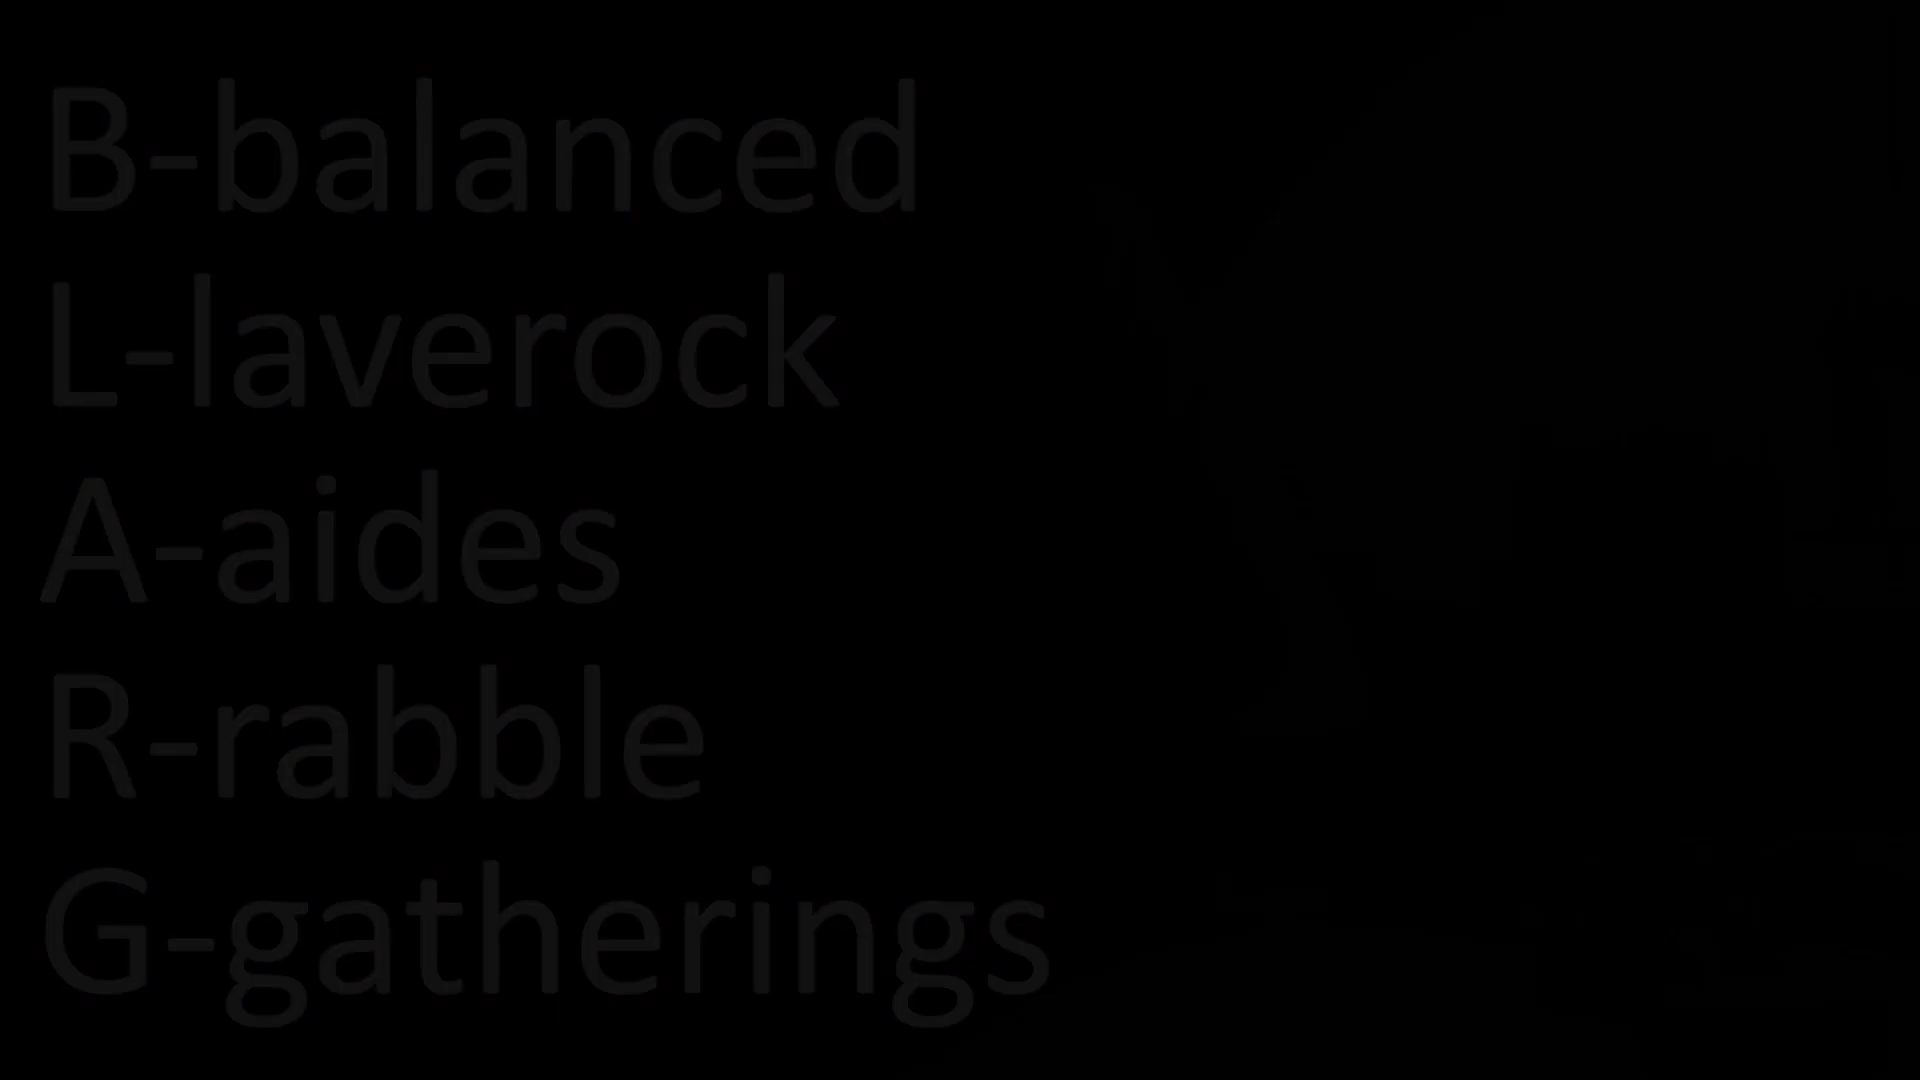 B-balanced
L-laverock
A-aides
R-rabble
G-gatherings